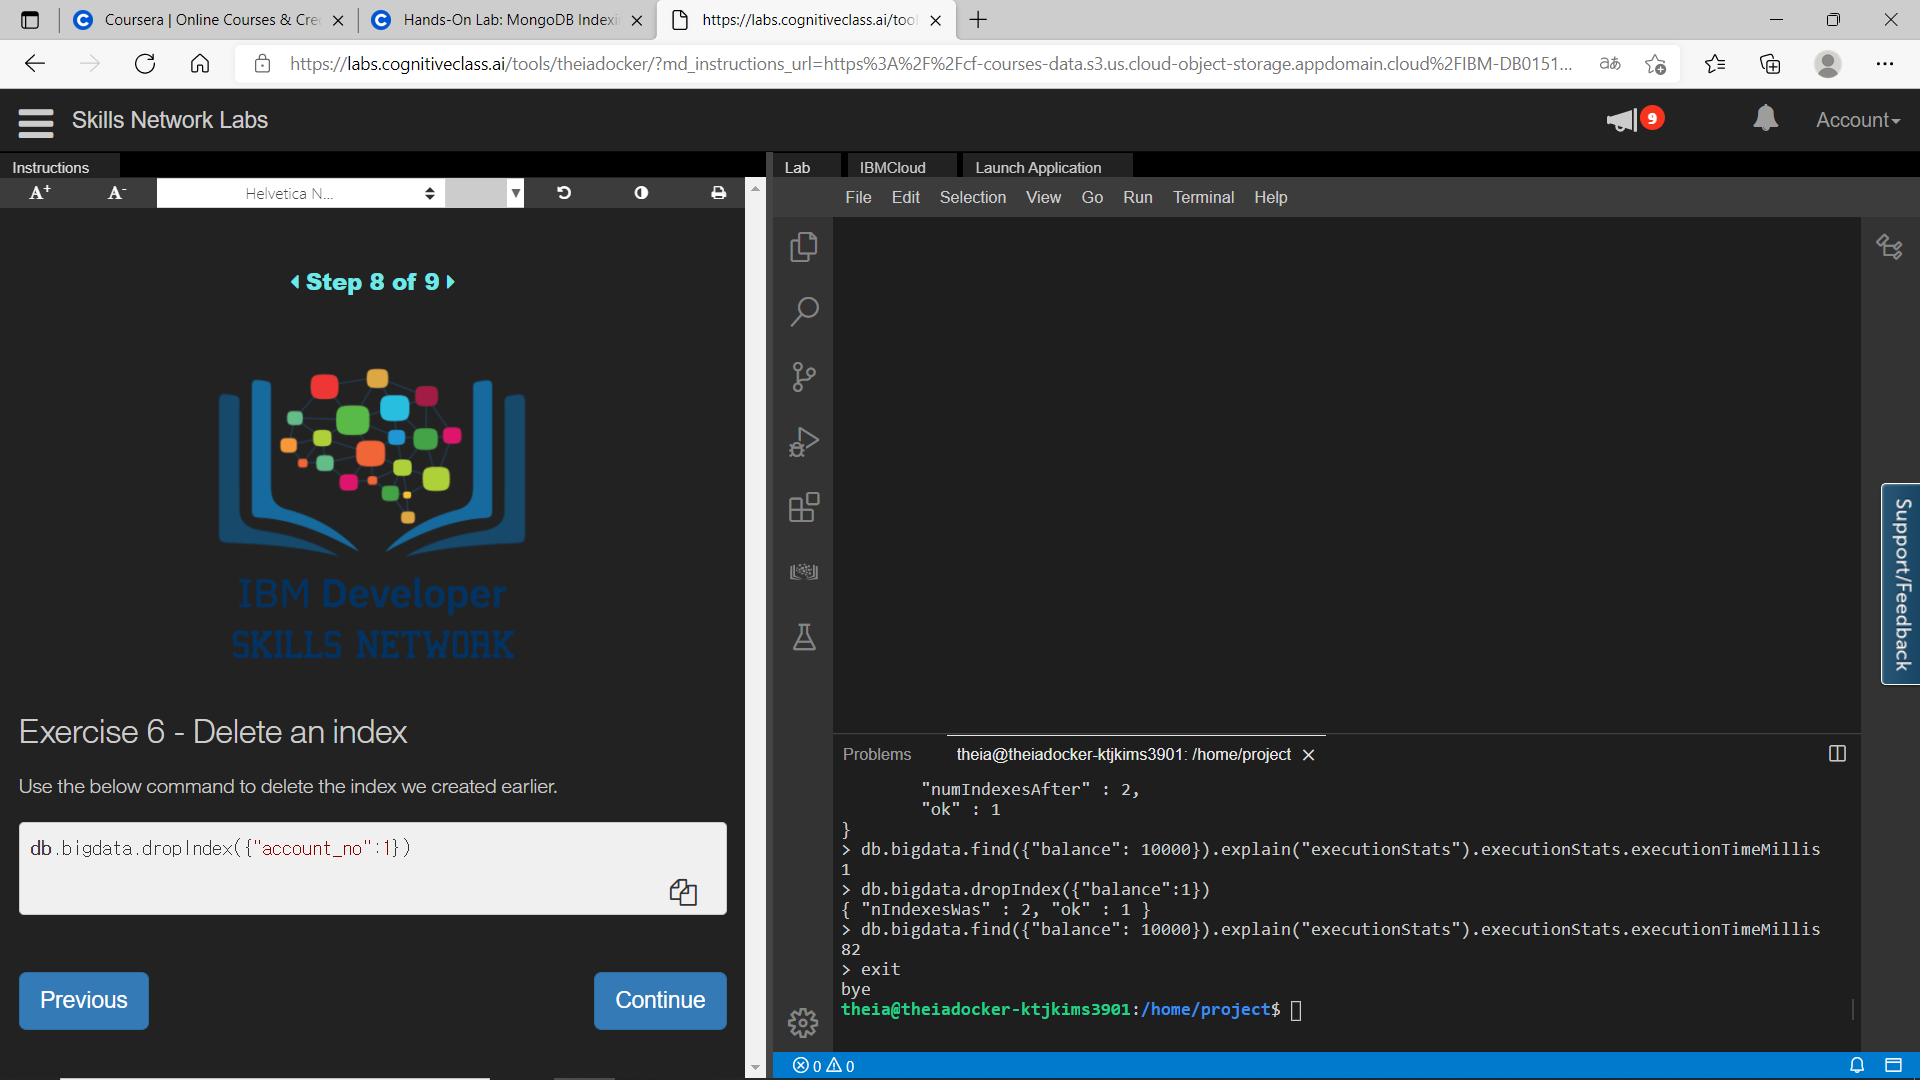 Coursera | Online Courses & Cre
Hands-On Lab: MongoDB Indexi
https://labs.cognitiveclass.ai/tool
https://labs.cognitiveclass.ai/tools/theiadocker/?md_instructions_url=https%3A%2F%2Fcf-courses-data.s3.us.cloud-object-storage.appdomain.cloud%2FIBM-DB0151...
Skills Network Labs
9
Account
Instructions
Lab
IBMCloud
Launch Application
A+
A-
Helvetica N...
File Edit Selection View Go Run Terminal Help
Step 8 of 9
IBM Developer
SKILLS NETWORK
Exercise 6 - Delete an index
Use the below command to delete the index we created earlier.
db.bigdata.dropIndex({"account_no":1})
Previous
Continue
Problems
theia@theiadocker-ktjkims3901: /home/project
"numIndexesAfter" : 2,
"ok" : 1
}
> db.bigdata.find({"balance": 10000}).explain("executionStats").executionStats.executionTimeMillis
1
> db.bigdata.dropIndex({"balance":1})
{ "nIndexesWas" : 2, "ok" : 1 }
> db.bigdata.find({"balance": 10000}).explain("executionStats").executionStats.executionTimeMillis
82
> exit
bye
theia@theiadocker-ktjkims3901:/home/project$
0 0
Support/Feedback